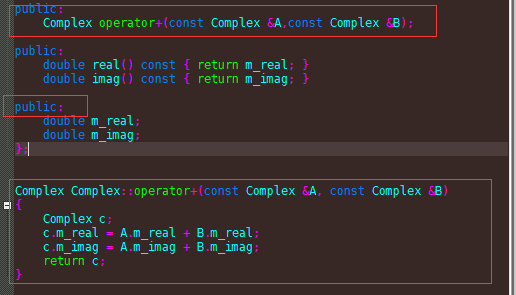 public:
Complex operator+(const Complex &A,const Complex &B);
public:
double real() const { return m_real; }
double imag() const { return m_imag; }
public:
double m_real;
double m_imag;
};
Complex Complex::operator+(const Complex &A, const Complex &B)
{
Complex c;
c.m_real = A.m_real + B.m_real;
c.m_imag = A.m_imag + B.m_imag;
return c;
}